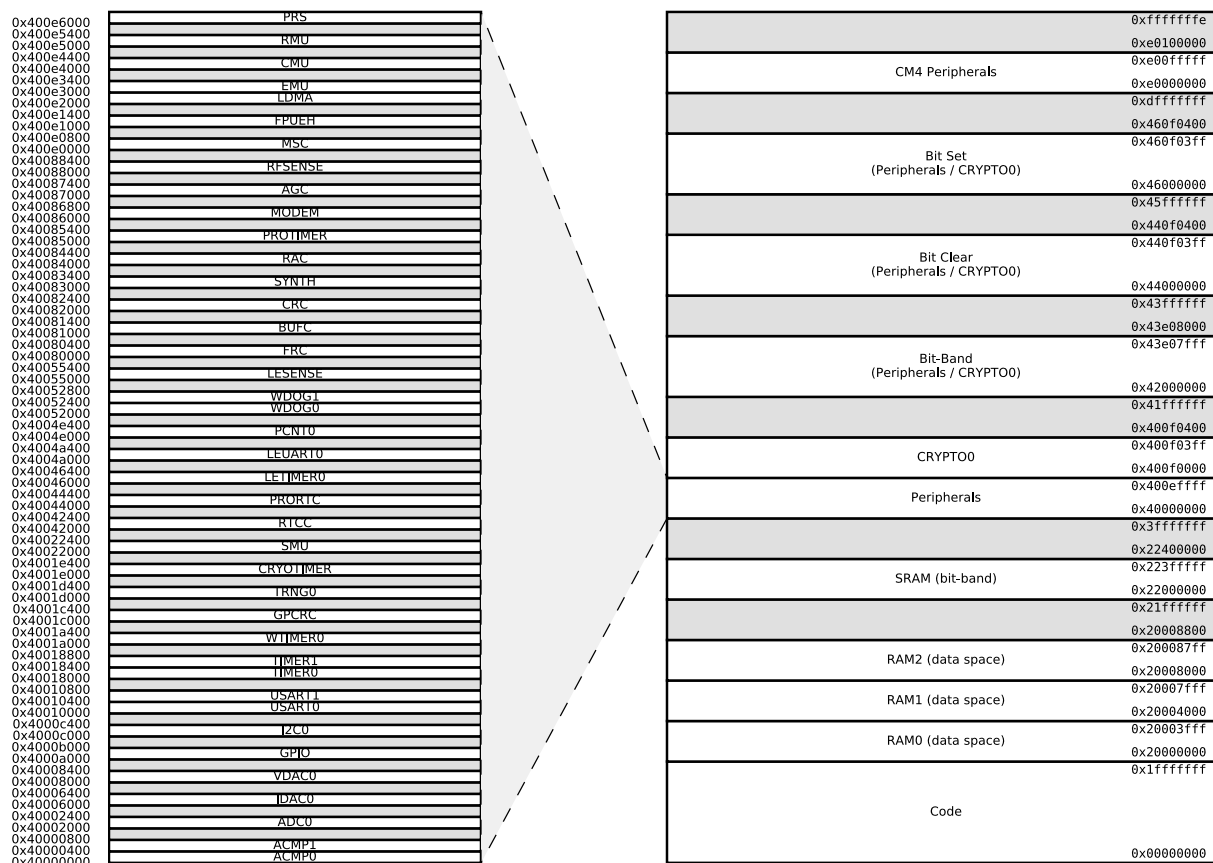 0x400e6000
0x400e5400
0x400e5000
0x400e4400
0x400e4000
0x400e3400
0x400e3000
0x400e2000
0x400e1400
0x400e1000
0x400e0800
0x400e0000
0x40088400
0x40088000
0x40087400
0x40087000
0x40086800
0x40086000
0x40085400
0x40085000
0x40084400
0x40084000
0x40083400
0x40083000
0x40082400
0x40082000
0x40081400
0x40081000
0x40080400
0x40080000
0x40055400
0x40055000
0x40052800
0x40052400
0x40052000
0x4004e400
0x4004e000
0x4004a400
0x4004a000
0x40046400
0x40046000
0x40044400
0x40044000
0x40042400
0x40042000
0x40022400
0x40022000
0x4001e400
0x4001e000
0x4001d400
0x4001d000
0x4001c400
0x4001c000
0x4001a400
0x4001a000
0x40018800
0x40018400
0x40018000
0x40010800
0x40010400
0x40010000
0x4000c400
0x4000c000
0x4000b000
0x4000a000
0x40008400
0x40008000
0x40006400
0x40006000
0x40002400
0x40002000
0x40000800
0x40000400
0x40000000
PRS
RMU
CMU
EMU
LDMA
FPUEH
MSC
RFSENSE
AGC
MODEM
PROTIMER
RAC
SYNTH
CRC
BUFC
FRC
LESENSE
WDOG1
WDOG0
PCNT0
LEUART0
LETIMER0
PRORTC
RTCC
SMU
CRYOTIMER
TRNG0
GPCRC
WTIMER0
TIMER1
TIMER0
USART1
USART0
I2C0
GPIO
VDAC0
IDAC0
ADC0
ACMP1
ACMP0
0xfffffffe
0xe0100000
0xe00fffff
CM4 Peripherals
0xe0000000
0xdfffffff
0x460f0400
0x460f03ff
Bit Set
(Peripherals / CRYPTO0)
0x46000000
0x45ffffff
0x440f0400
0x440f03ff
Bit Clear
(Peripherals / CRYPTO0)
0x44000000
0x43ffffff
0x43e08000
0x43e07fff
Bit-Band
(Peripherals / CRYPTO0)
0x42000000
0x41ffffff
0x400f0400
0x400f03ff
CRYPTO0
0x400f0000
0x400effff
Peripherals
0x40000000
0x3fffffff
0x22400000
0x223fffff
SRAM (bit-band)
0x22000000
0x21ffffff
0x20008800
0x200087ff
RAM2 (data space)
0x20008000
0x20007fff
RAM1 (data space)
0x20004000
0x20003fff
RAM0 (data space)
0x20000000
0x1fffffff
Code
0x00000000